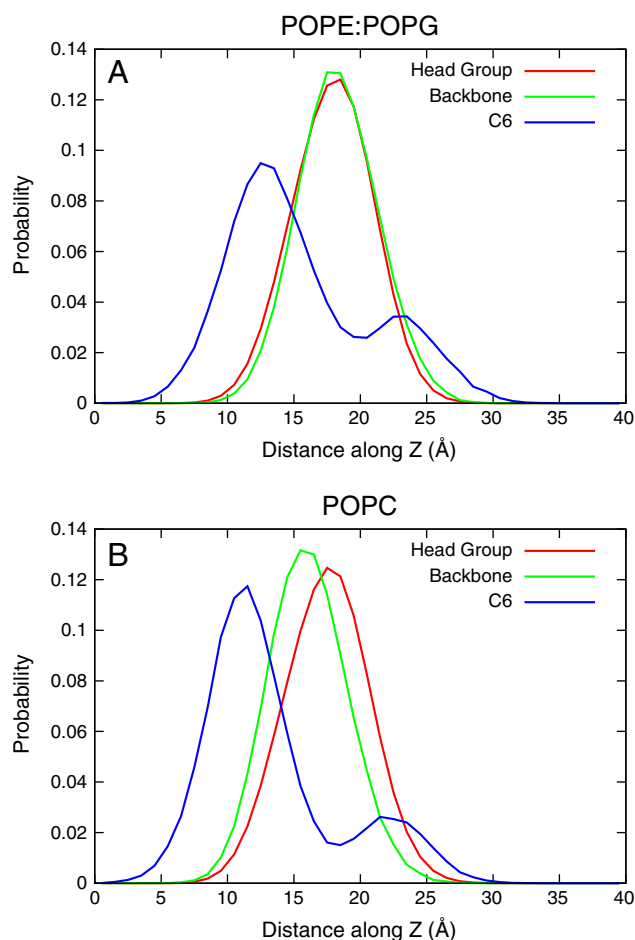 POPE:POPG
A
Head Group
Backbone
C6
Probability
0.14
0.12
0.1
0.08
0.06
0.04
0.02
0
0 5 10 15 20 25 30 35 40
Distance along Z (Å)
POPC
B
Head Group
Backbone
C6
Probability
0.14
0.12
0.1
0.08
0.06
0.04
0.02
0
0 5 10 15 20 25 30 35 40
Distance along Z (Å)